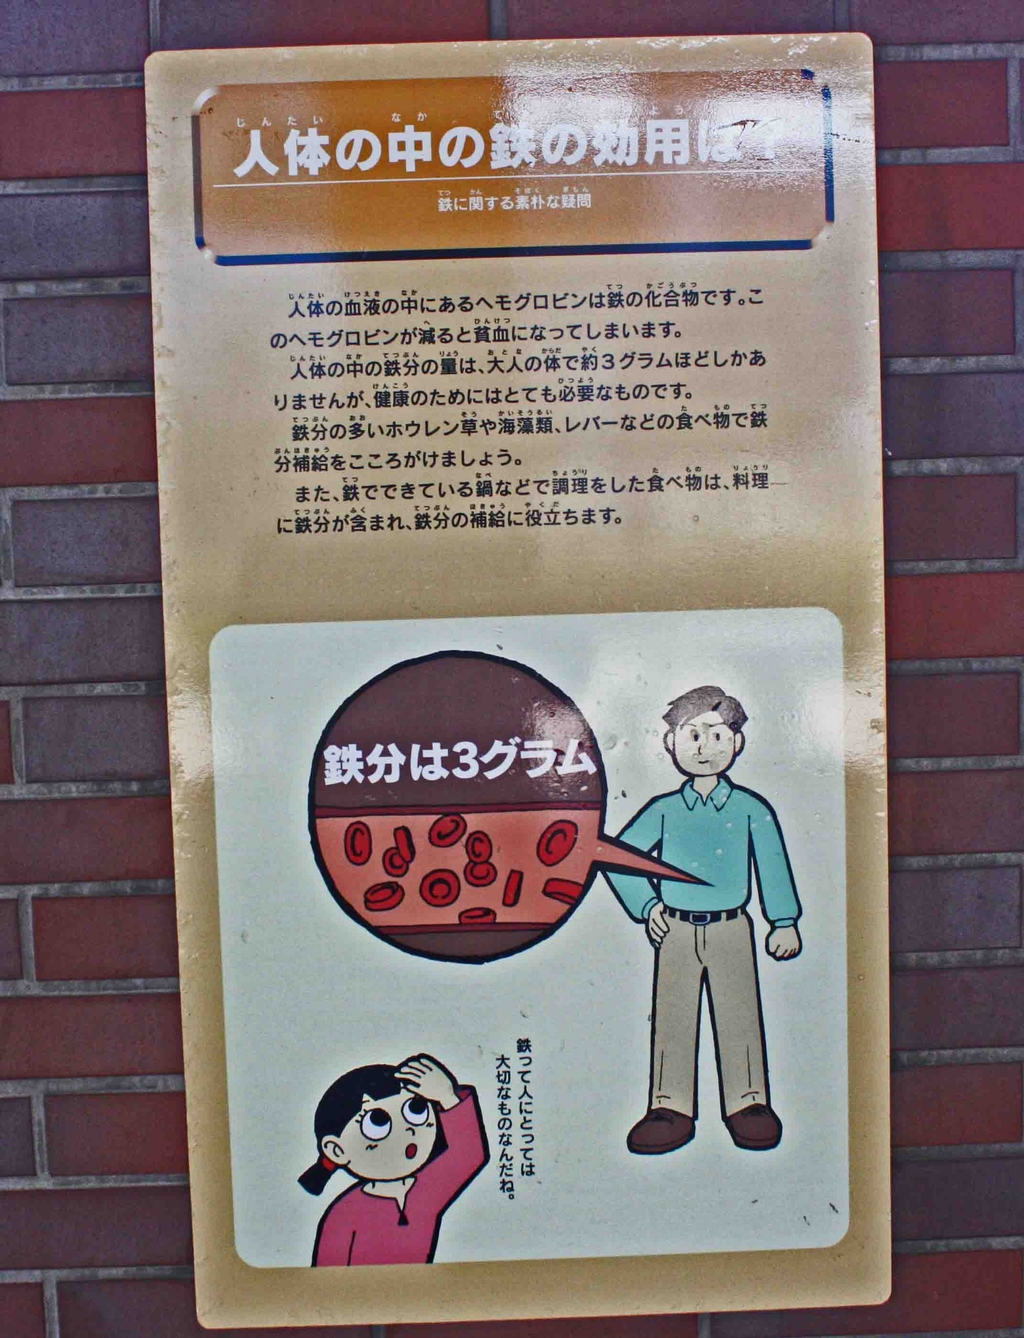 人体の中の鉄の効用は？
鉄に関する素朴な疑問
人体の血液の中にあるヘモグロビンは鉄の化合物です。こ
のヘモグロビンが減ると貧血になってしまいます。
人体の中の鉄分の量は、大人の体で約3グラムほどしかあ
りませんが、健康のためにはとても必要なものです。
鉄分の多いホウレン草や海藻類、レバーなどの食べ物で鉄
分補給をこころがけましょう。
また、鉄でできている鍋などで調理をした食べ物は、料理
に鉄分が含まれ、鉄分の補給に役立ちます。
鉄分は3グラム
鉄って人にとっては
大切なものなんだね。